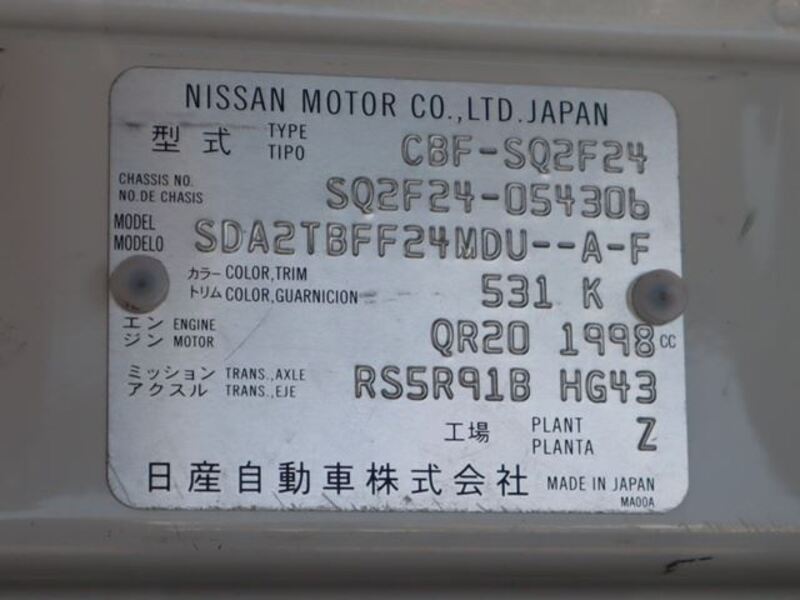 NISSAN MOTOR CO.,LTD.JAPAN
型式 TYPE TIPO CBF-SQ2F24
CHASSIS NO. NO.DE CHASIS SQ2F24-054306
MODEL MODELO SDA2TBFF24MDU--A-F
カラー COLOR,TRIM
トリム COLOR,GUARNICION 531 K
エン ENGINE
ジン MOTOR QR20 1998 CC
ミッション TRANS.,AXLE
アクスル TRANS.,EJE RS5R91B HG43
工場 PLANT PLANTA Z
日産自動車株式会社 MADE IN JAPAN
MA00A